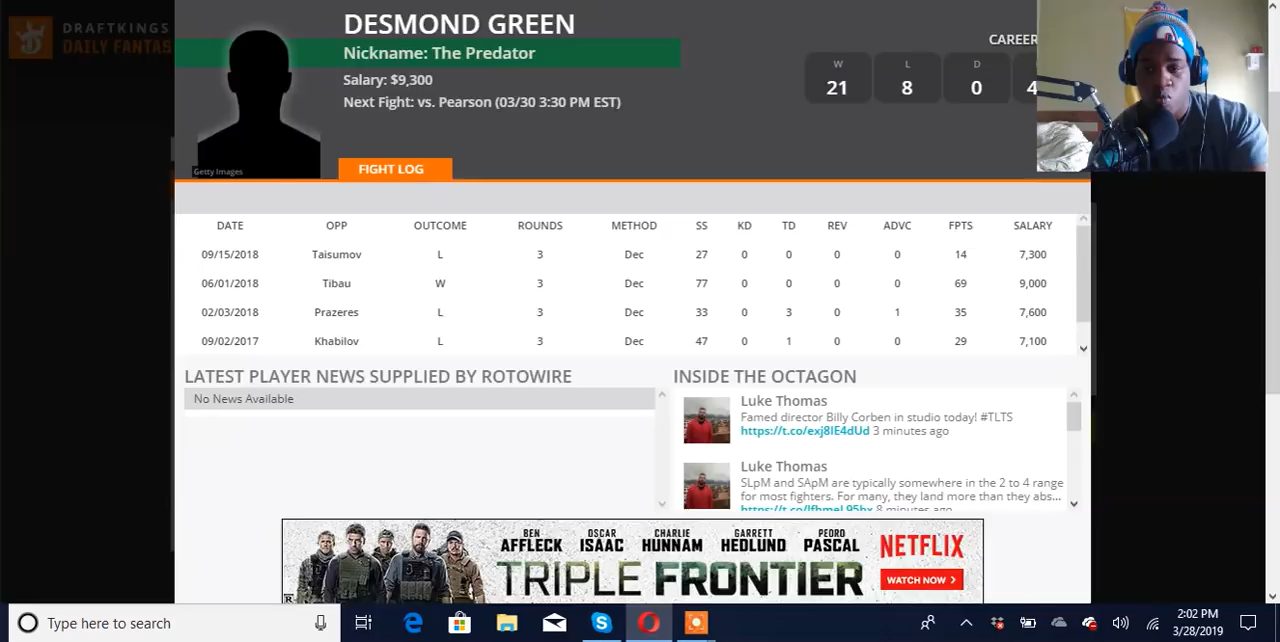 DRAFTKINGS
DAILY FANTAS
DESMOND GREEN
Nickname: The Predator
Salary: $9,300
Next Fight: vs. Pearson (03/30 3:30 PM EST)
CAREER
W L D
21 8 0 4
Getty Images
FIGHT LOG
DATE OPP OUTCOME ROUNDS METHOD SS KD TD REV ADVC FPTS SALARY
09/15/2018 Taisumov L 3 Dec 27 0 0 0 0 14 7,300
06/01/2018 Tibau W 3 Dec 77 0 0 0 0 69 9,000
02/03/2018 Prazeres L 3 Dec 33 0 3 0 1 35 7,600
09/02/2017 Khabilov L 3 Dec 47 0 1 0 0 29 7,100
LATEST PLAYER NEWS SUPPLIED BY ROTOWIRE
No News Available
INSIDE THE OCTAGON
Luke Thomas
Famed director Billy Corben in studio today! #TLTS
https://t.co/exj8lE4dUd 3 minutes ago
Luke Thomas
SLpM and SApM are typically somewhere in the 2 to 4 range
for most fighters. For many, they land more than they abs...
8 minutes ago
BEN AFFLECK OSCAR ISAAC CHARLIE HUNNAM GARRETT HEDLUND PEDRO PASCAL
TRIPLE FRONTIER
NETFLIX
WATCH NOW >
R
Type here to search
2:02 PM
3/28/2019